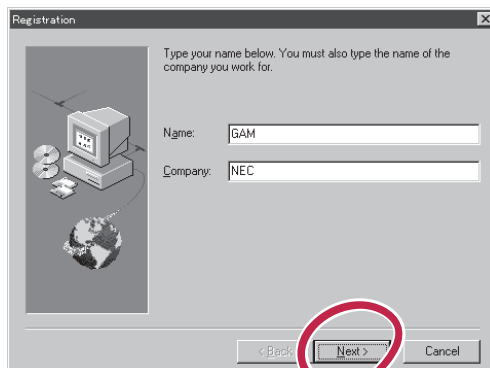 Registration
Type your name below. You must also type the name of the
company you work for.
Name: GAM
Company: NEC
< Back Next > Cancel